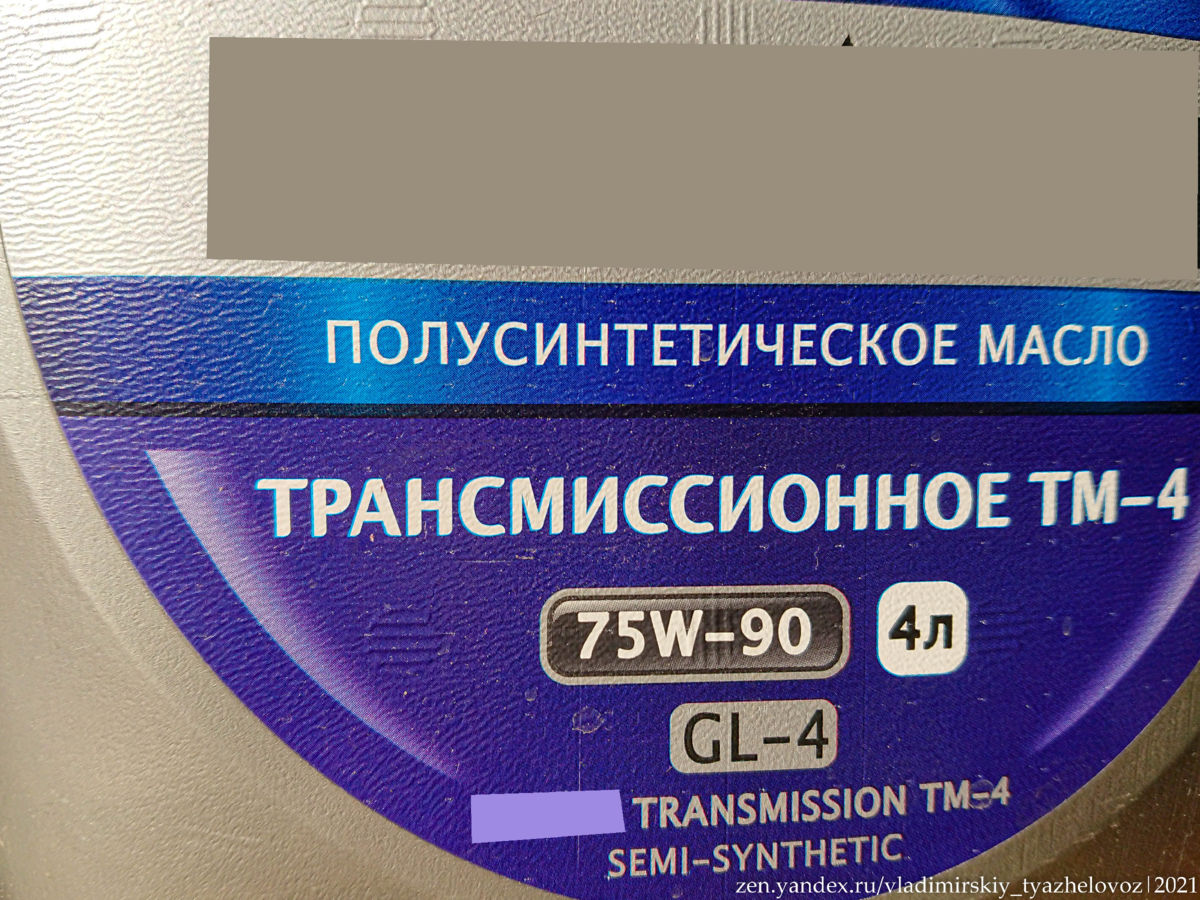 ПОЛУСИНТЕТИЧЕСКОЕ МАСЛО
ТРАНСМИССИОННОЕ ТМ-4
75W-90 4л
GL-4
TRANSMISSION TM-4
SEMI-SYNTHETIC
zen.yandex.ru/vladimirskiy_tyazhelovoz|2021